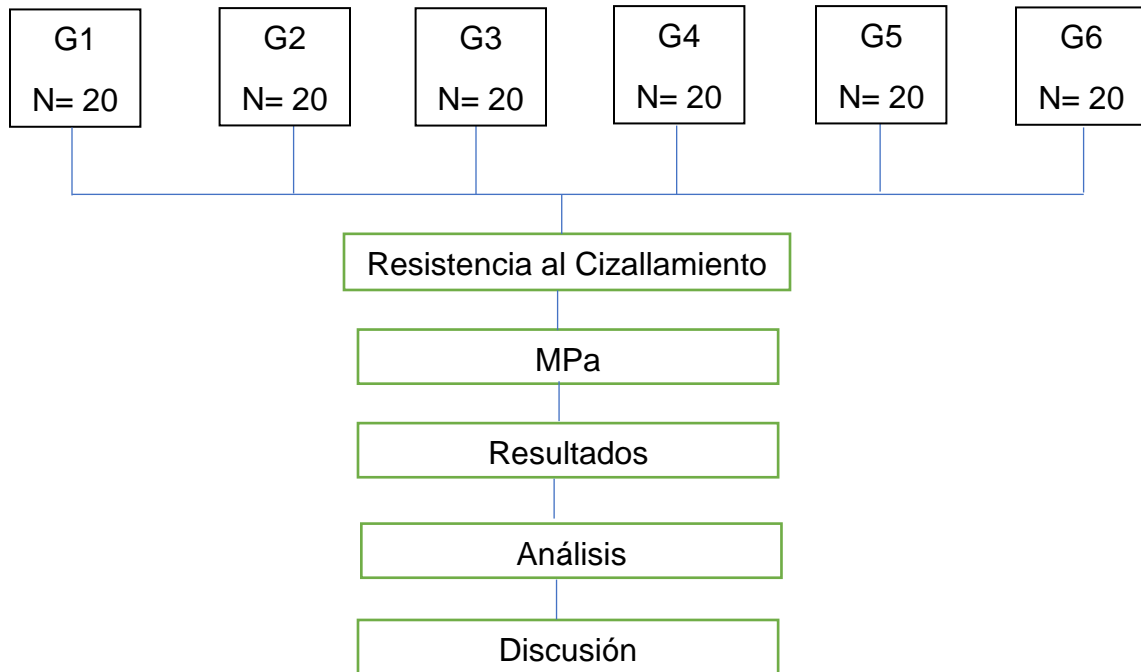 G1 G2 G3 G4 G5 G6
N= 20 N= 20 N= 20 N= 20 N= 20 N= 20
Resistencia al Cizallamiento
MPa
Resultados
Análisis
Discusión